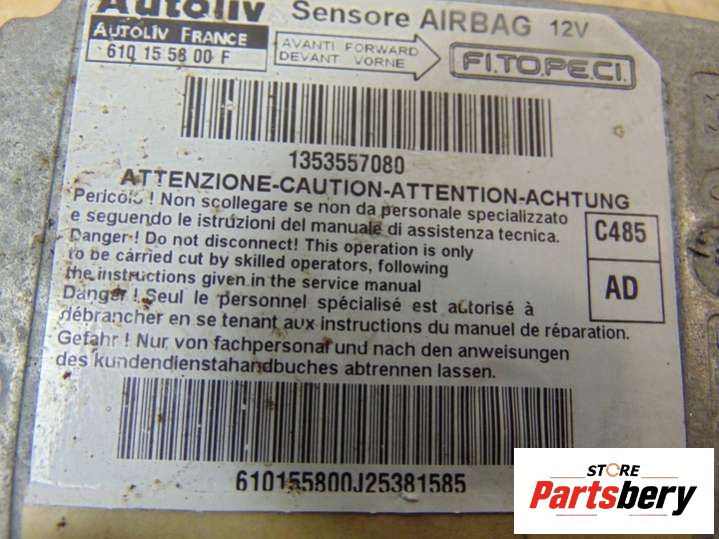 Autoliv Sensore AIRBAG 12V
AUTOLIV FRANCE
610 15 58 00 F
AVANTI FORWARD
DEVANT VORNE
FI.TO.PE.CI.
1353557080
ATTENZIONE-CAUTION-ATTENTION-ACHTUNG
Pericolo ! Non scollegare se non da personale specializzato
e seguendo le istruzioni del manuale di assistenza tecnica.
Danger ! Do not disconnect! This operation is only
to be carried cut by skilled operators, following
the instructions given in the service manual
Danger ! Seul le personnel spécialisé est autorisé à
débrancher en se tenant aux instructions du manuel de réparation.
Gefahr ! Nur von fachpersonal und nach den anweisungen
des kundendienstahandbuches abtrennen lassen.
C485
AD
610155800J25381585
STORE
Partsbery